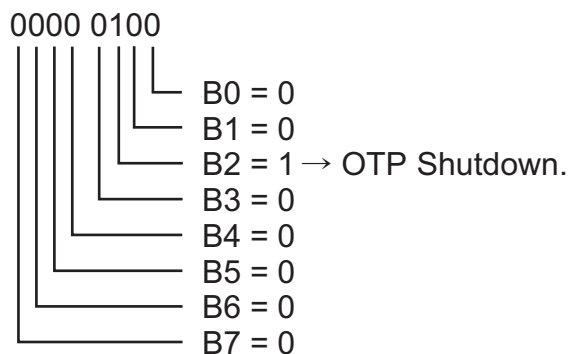 0000 0100
B0 = 0
B1 = 0
B2 = 1 → OTP Shutdown.
B3 = 0
B4 = 0
B5 = 0
B6 = 0
B7 = 0